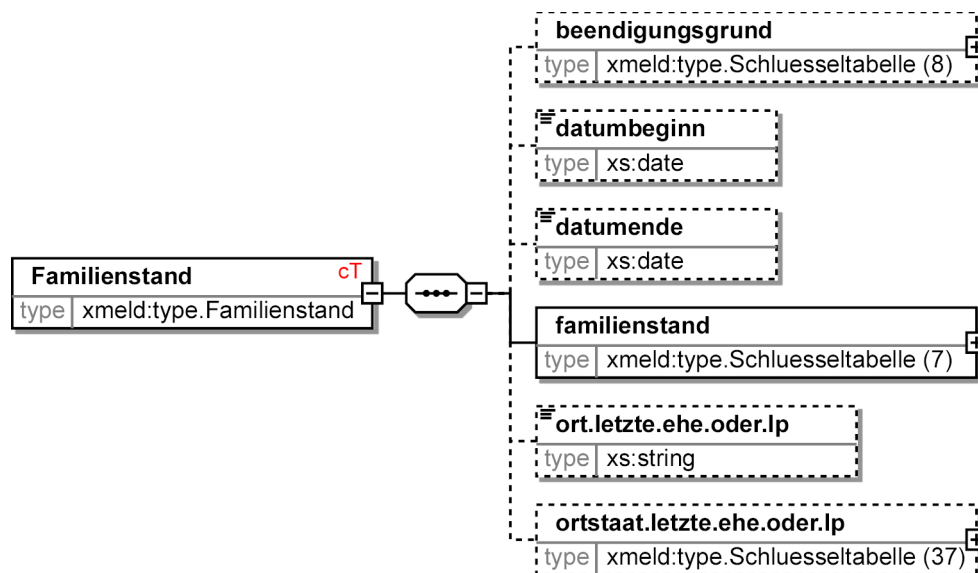 beendigungsgrund
type xmeld:type.Schluesseltabelle (8)
datumbeginn
type xs:date
datumende
type xs:date
Familienstand cT
type xmeld:type.Familienstand
familienstand
type xmeld:type.Schluesseltabelle (7)
ort.letzte.ehe.oder.lp
type xs:string
ortstaat.letzte.ehe.oder.lp
type xmeld:type.Schluesseltabelle (37)